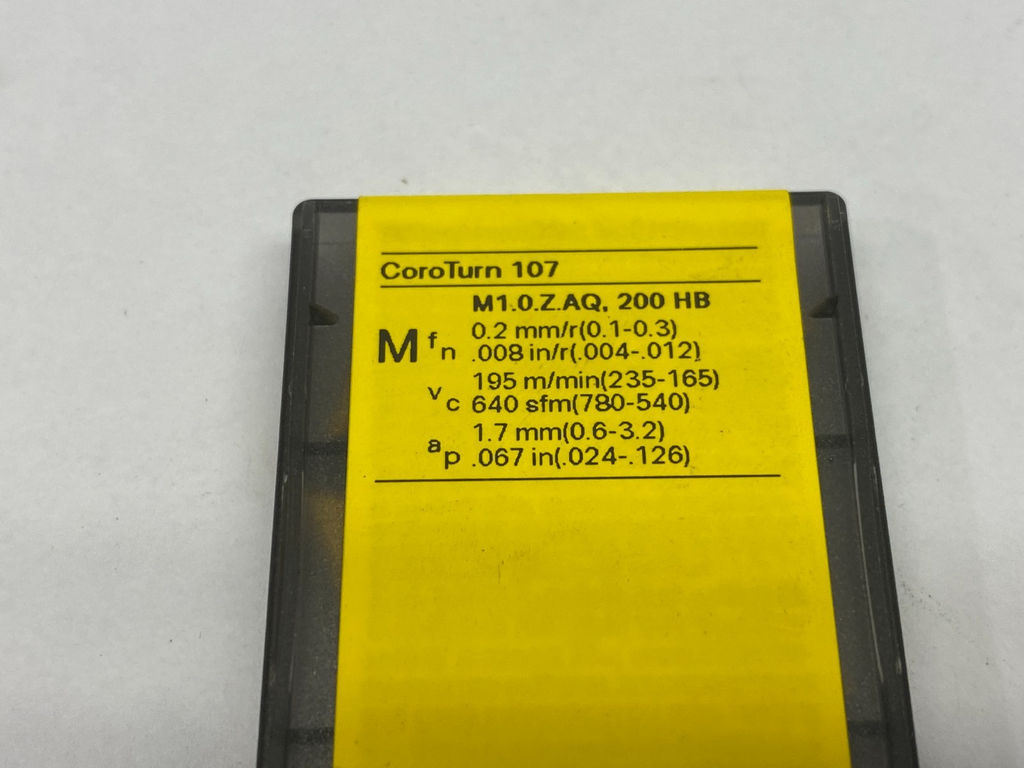 CoroTurn 107
M1.0.Z.AQ, 200 HB
M fn 0.2 mm/r(0.1-0.3)
.008 in/r(.004-.012)
vc 195 m/min(235-165)
640 sfm(780-540)
ap 1.7 mm(0.6-3.2)
.067 in(.024-.126)